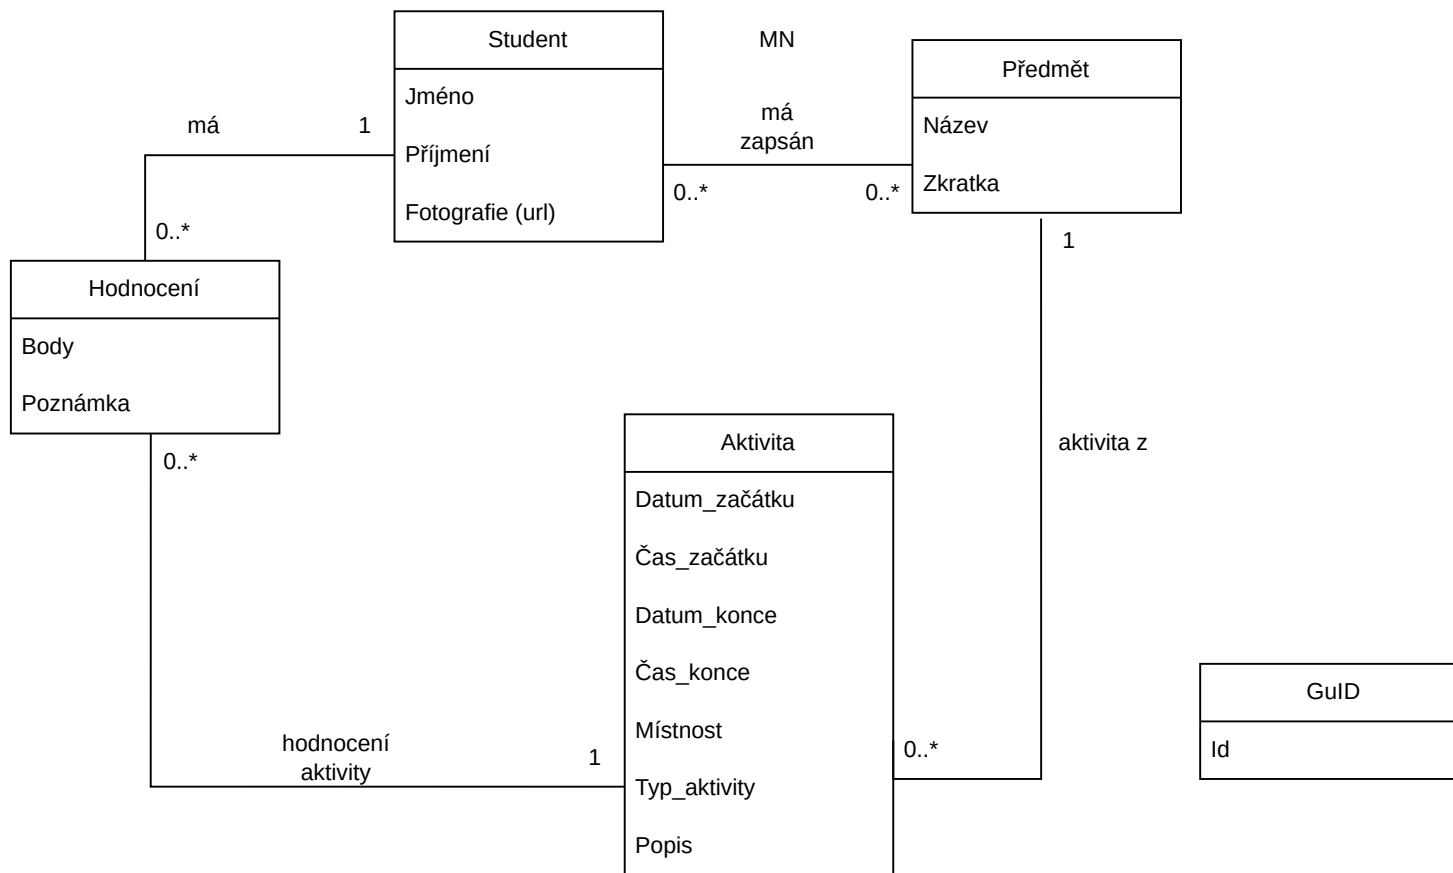 Student
Jméno
Příjmení
Fotografie (url)
MN
má
zapsán
0..*
0..*
Předmět
Název
Zkratka
má
1
0..*
Hodnocení
Body
Poznámka
0..*
hodnocení
aktivity
1
Aktivita
Datum_začátku
Čas_začátku
Datum_konce
Čas_konce
Místnost
Typ_aktivity
Popis
1
aktivita z
0..*
GuID
Id